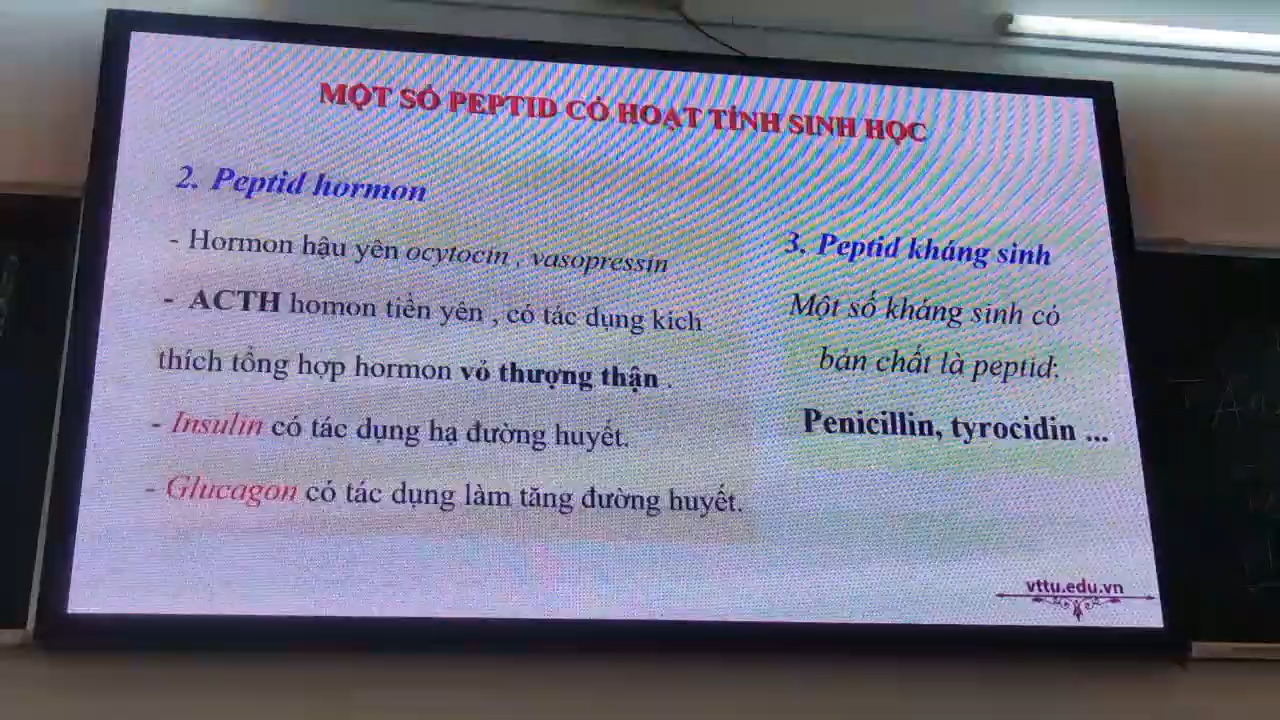 MỘT SỐ PEPTID CÓ HOẠT TÍNH SINH HỌC
2. Peptid hormon
- Hormon hậu yên ocytocin , vasopressin
- ACTH homon tiền yên , có tác dụng kích
thích tổng hợp hormon vỏ thượng thận .
- Insulin có tác dụng hạ đường huyết.
- Glucagon có tác dụng làm tăng đường huyết.
3. Peptid kháng sinh
Một số kháng sinh có
bản chất là peptid:
Penicillin, tyrocidin ...
vttu.edu.vn